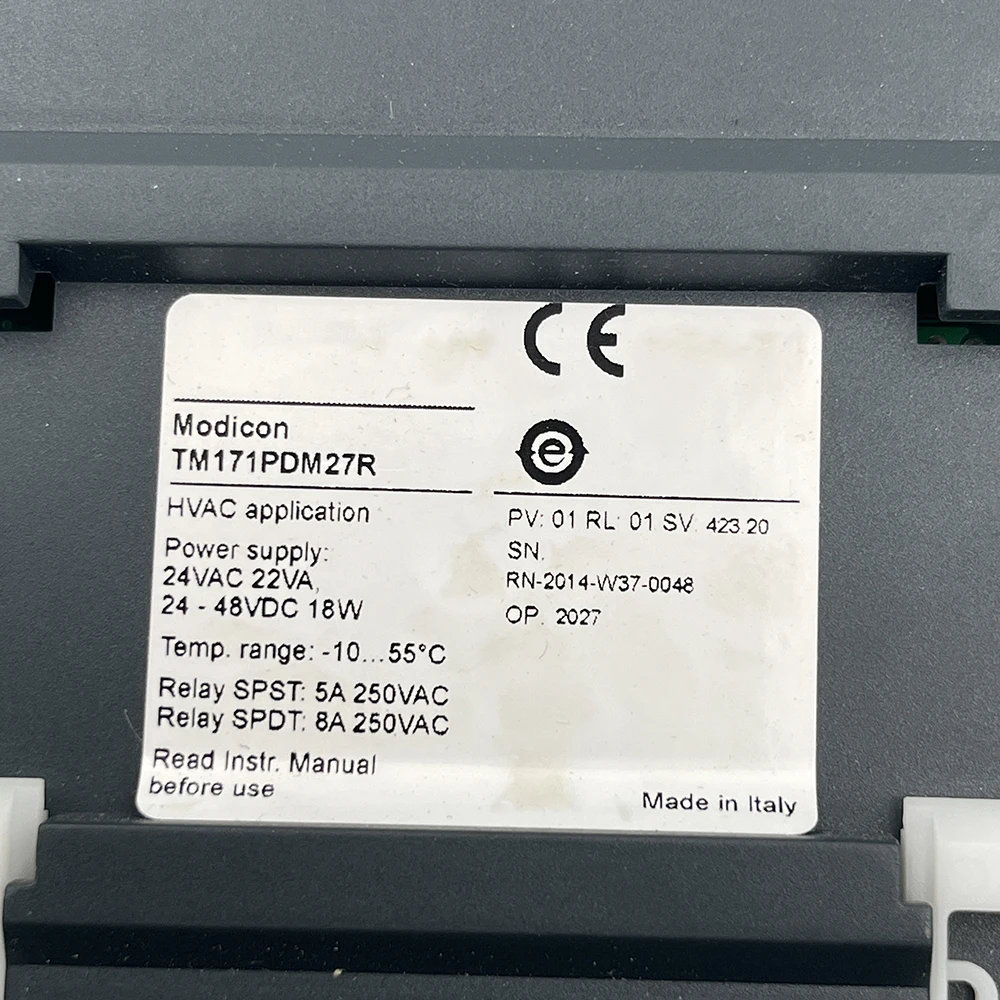 CE
Modicon
TM171PDM27R
HVAC application
Power supply:
24VAC 22VA,
24 - 48VDC 18W
Temp. range: -10...55°C
Relay SPST: 5A 250VAC
Relay SPDT: 8A 250VAC
Read Instr. Manual
before use
e
PV: 01 RL: 01 SV. 423.20
SN.
RN-2014-W37-0048
OP. 2027
Made in Italy